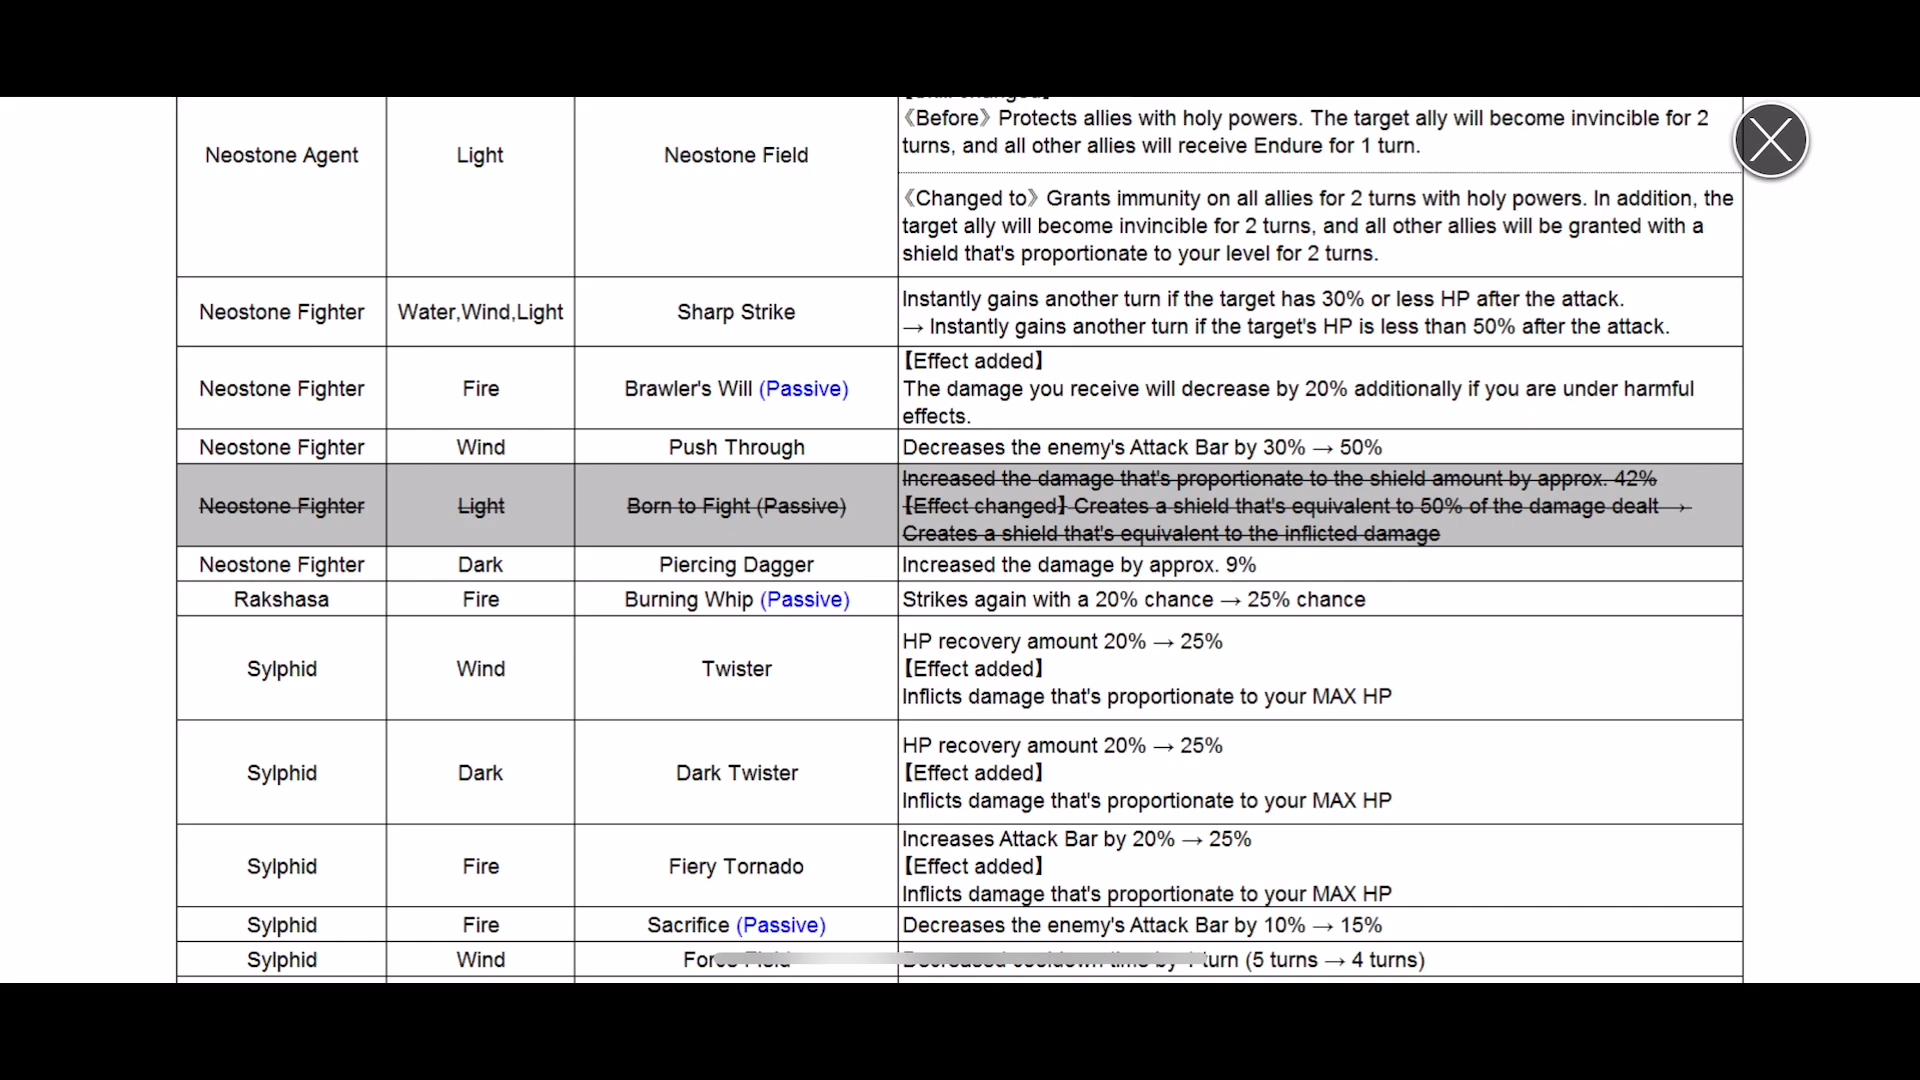 《Before》 Protects allies with holy powers. The target ally will become invincible for 2
turns, and all other allies will receive Endure for 1 turn.
Neostone Agent Light Neostone Field
《Changed to》 Grants immunity on all allies for 2 turns with holy powers. In addition, the
target ally will become invincible for 2 turns, and all other allies will be granted with a
shield that's proportionate to your level for 2 turns.
Neostone Fighter Water,Wind,Light Sharp Strike
Instantly gains another turn if the target has 30% or less HP after the attack.
→ Instantly gains another turn if the target's HP is less than 50% after the attack.
Neostone Fighter Fire Brawler's Will (Passive)
【Effect added】
The damage you receive will decrease by 20% additionally if you are under harmful
effects.
Neostone Fighter Wind Push Through Decreases the enemy's Attack Bar by 30% → 50%
Neostone Fighter Light Born to Fight (Passive)
Increased the damage that's proportionate to the shield amount by approx. 42%
【Effect changed】 Creates a shield that's equivalent to 50% of the damage dealt →
Creates a shield that's equivalent to the inflicted damage
Neostone Fighter Dark Piercing Dagger Increased the damage by approx. 9%
Rakshasa Fire Burning Whip (Passive) Strikes again with a 20% chance → 25% chance
Sylphid Wind Twister
HP recovery amount 20% → 25%
【Effect added】
Inflicts damage that's proportionate to your MAX HP
Sylphid Dark Dark Twister
HP recovery amount 20% → 25%
【Effect added】
Inflicts damage that's proportionate to your MAX HP
Sylphid Fire Fiery Tornado
Increases Attack Bar by 20% → 25%
【Effect added】
Inflicts damage that's proportionate to your MAX HP
Sylphid Fire Sacrifice (Passive) Decreases the enemy's Attack Bar by 10% → 15%
Sylphid Wind Force Field Decreased cooldown time by 1 turn (5 turns → 4 turns)